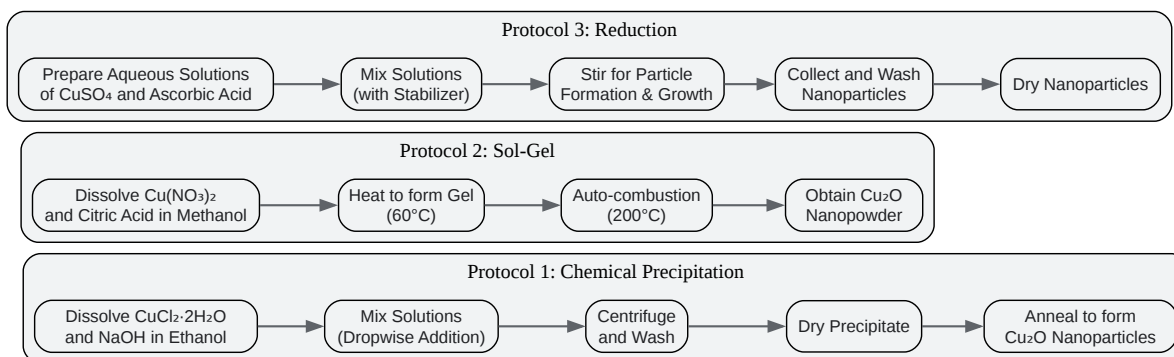 Protocol 3: Reduction
Prepare Aqueous Solutions
of CuSO₄ and Ascorbic Acid
Mix Solutions
(with Stabilizer)
Stir for Particle
Formation & Growth
Collect and Wash
Nanoparticles
Dry Nanoparticles
Protocol 2: Sol-Gel
Dissolve Cu(NO₃)₂
and Citric Acid in Methanol
Heat to form Gel
(60°C)
Auto-combustion
(200°C)
Obtain Cu₂O
Nanopowder
Protocol 1: Chemical Precipitation
Dissolve CuCl₂·2H₂O
and NaOH in Ethanol
Mix Solutions
(Dropwise Addition)
Centrifuge
and Wash
Dry Precipitate
Anneal to form
Cu₂O Nanoparticles